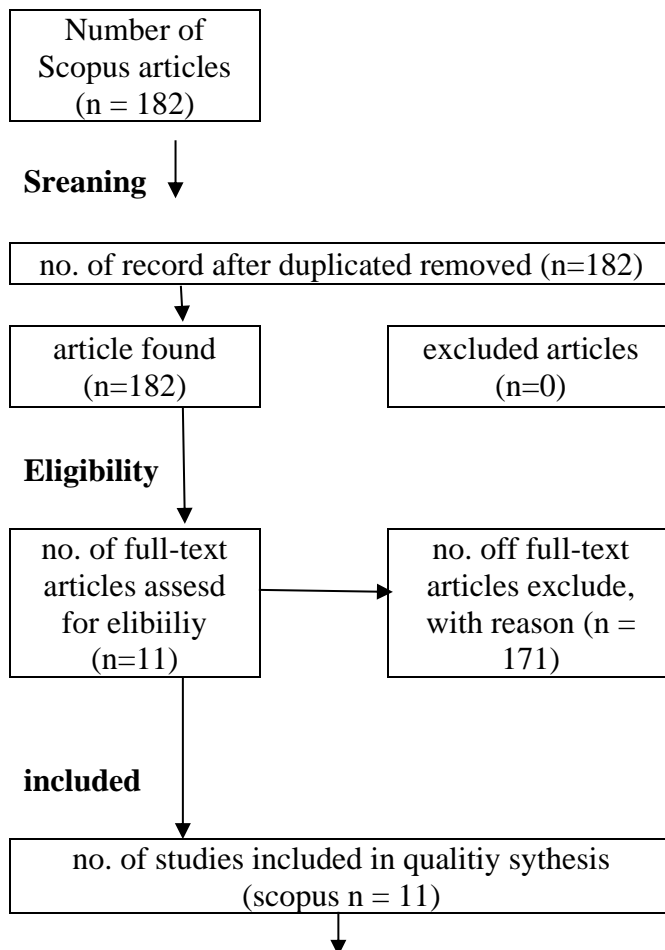 Number of
Scopus articles
(n = 182)
Sreaning
no. of record after duplicated removed (n=182)
article found
(n=182)
excluded articles
(n=0)
Eligibility
no. of full-text
articles assesd
for elibiiliy
(n=11)
no. off full-text
articles exclude,
with reason (n =
171)
included
no. of studies included in qualitiy sythesis
(scopus n = 11)